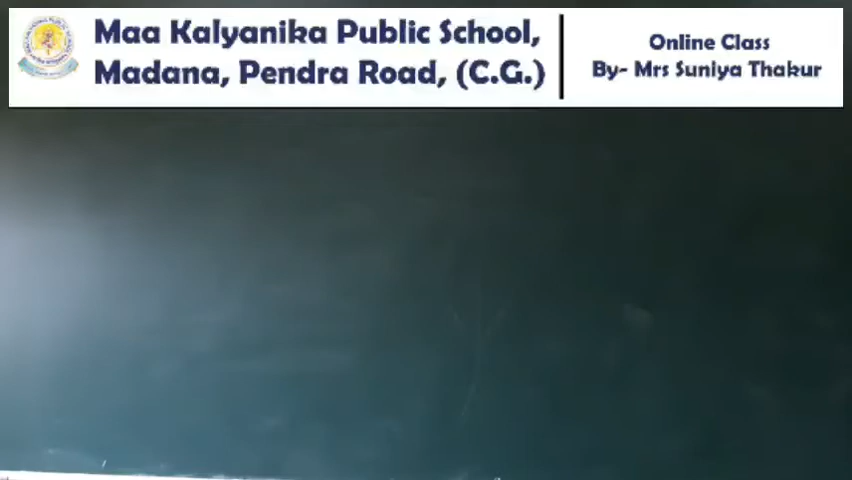 Maa Kalyanika Public School,
Madana, Pendra Road, (C.G.)
Online Class
By- Mrs Suniya Thakur